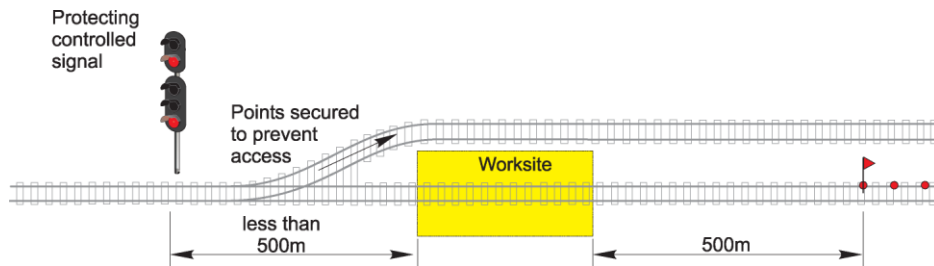 Protecting
controlled
signal
Points secured
to prevent
access
Worksite
less than
500m
500m